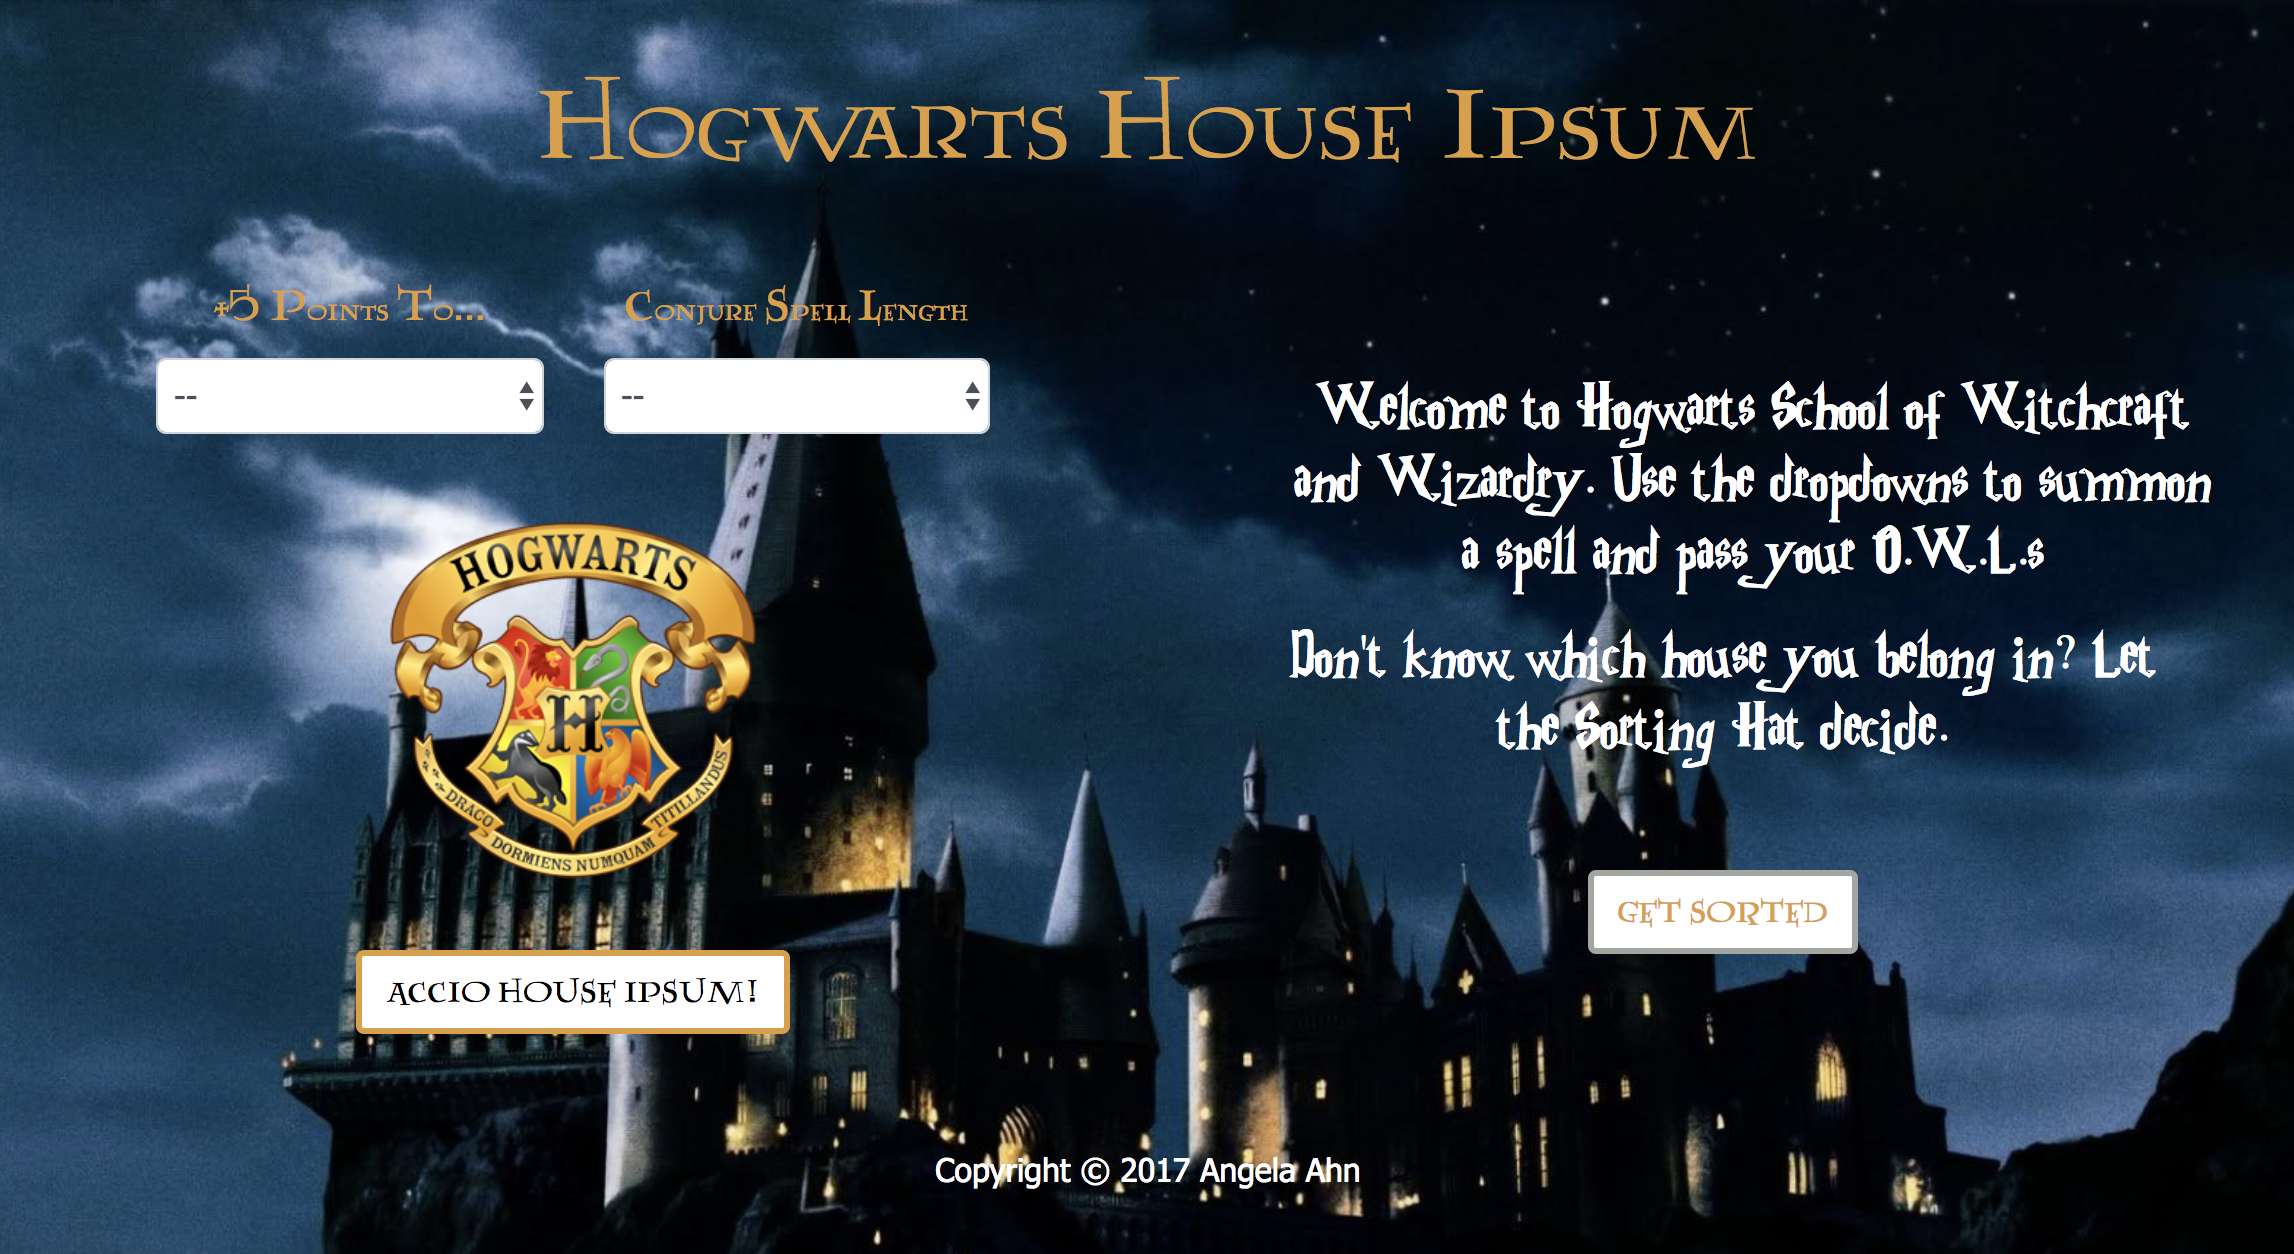 Hogwarts House Ipsum
+5 Points To...
Conjure Spell Length
--
--
Welcome to Hogwarts School of Witchcraft
and Wizardry. Use the dropdowns to summon
a spell and pass your O.W.L.s
Don't know which house you belong in? Let
the Sorting Hat decide.
HOGWARTS
H
DRACO DORMIENS NUMQUAM TITILLANDUS
GET SORTED
ACCIO HOUSE IPSUM!
Copyright © 2017 Angela Ahn